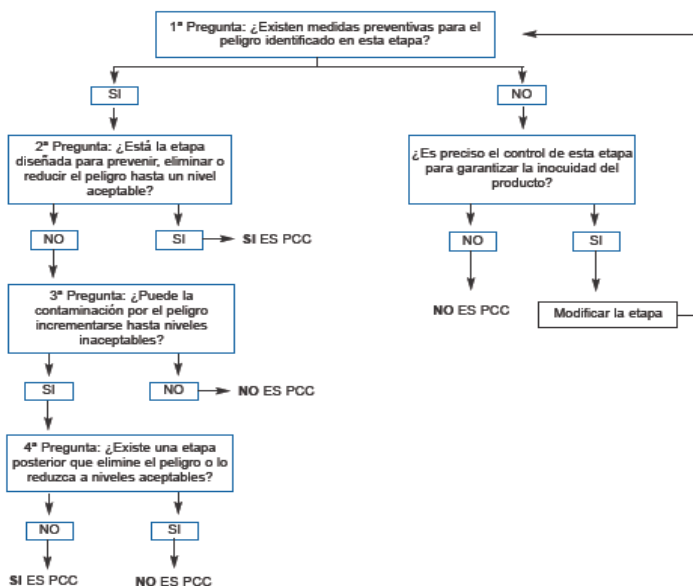 1ª Pregunta: ¿Existen medidas preventivas para el
peligro identificado en esta etapa?
SI
NO
2ª Pregunta: ¿Está la etapa
diseñada para prevenir, eliminar o
reducir el peligro hasta un nivel
aceptable?
¿Es preciso el control de esta etapa
para garantizar la inocuidad del
producto?
NO
SI
SI ES PCC
NO
SI
3ª Pregunta: ¿Puede la
contaminación por el peligro
incrementarse hasta niveles
inaceptables?
NO ES PCC
Modificar la etapa
SI
NO
NO ES PCC
4ª Pregunta: ¿Existe una etapa
posterior que elimine el peligro o lo
reduzca a niveles aceptables?
NO
SI
SI ES PCC
NO ES PCC